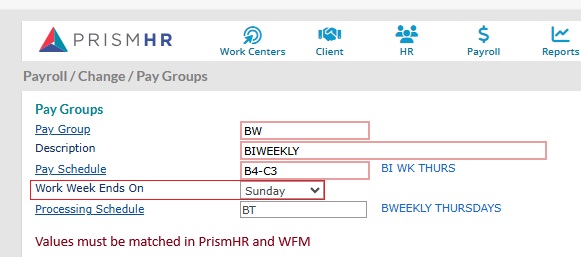 PRISMHR
Work Centers
Client
HR
Payroll
Reports
Payroll / Change / Pay Groups
Pay Groups
Pay Group BW
Description BIWEEKLY
Pay Schedule B4-C3 BI WK THURS
Work Week Ends On Sunday
Processing Schedule BT BWEEKLY THURSDAYS
Values must be matched in PrismHR and WFM